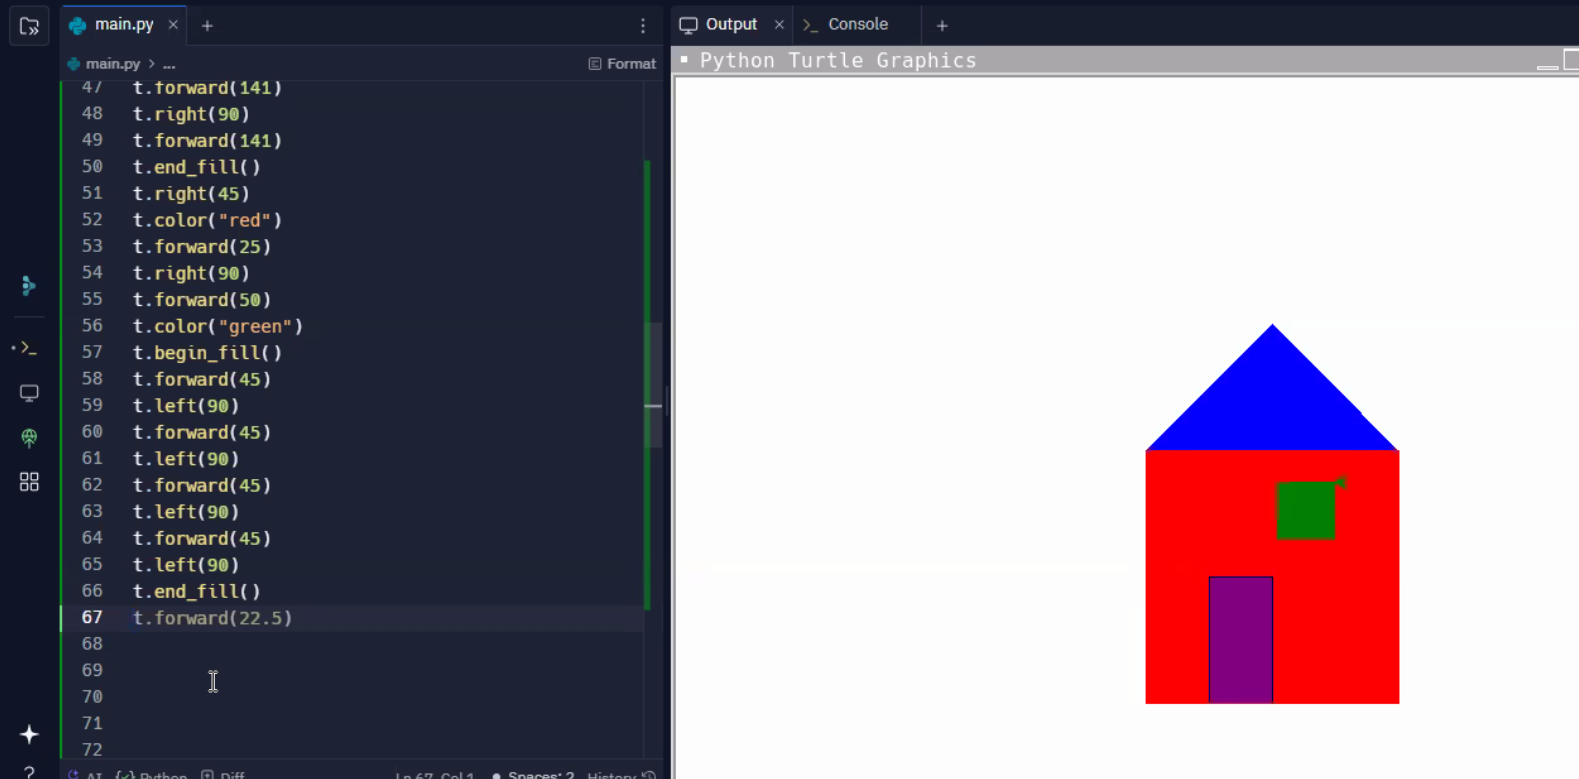 main.py × +
Output × >_ Console +
main.py > ...
Format
Python Turtle Graphics
47 t.forward(141)
48 t.right(90)
49 t.forward(141)
50 t.end_fill()
51 t.right(45)
52 t.color("red")
53 t.forward(25)
54 t.right(90)
55 t.forward(50)
56 t.color("green")
57 t.begin_fill()
58 t.forward(45)
59 t.left(90)
60 t.forward(45)
61 t.left(90)
62 t.forward(45)
63 t.left(90)
64 t.forward(45)
65 t.left(90)
66 t.end_fill()
67 t.forward(22.5)
68
69
70
71
72
AI {} Python Diff Ln 67, Col 1 Spaces: 2 History